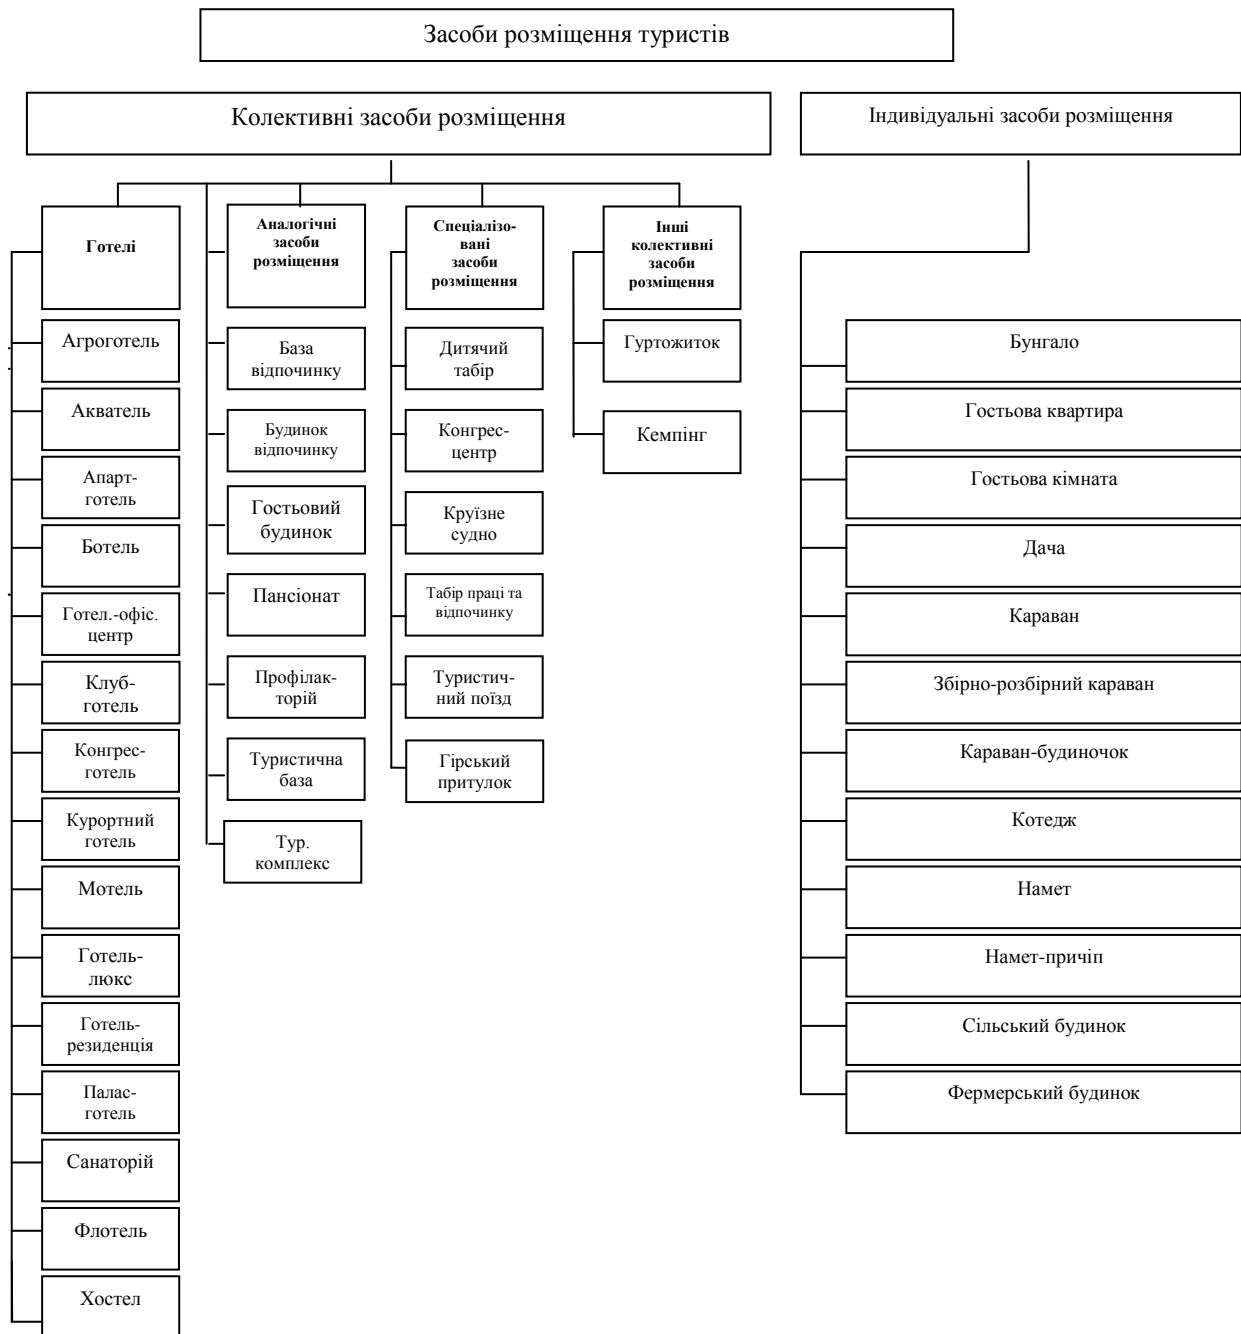 Засоби розміщення туристів
Колективні засоби розміщення
Індивідуальні засоби розміщення
Готелі
Агроготель
Акватель
Апарт-
готель
Ботель
Готел.-офіс.
центр
Клуб-
готель
Конгрес-
готель
Курортний
готель
Мотель
Готель-
люкс
Готель-
резиденція
Палас-
готель
Санаторій
Флотель
Хостел
Аналогічні
засоби
розміщення
База
відпочинку
Будинок
відпочинку
Гостьовий
будинок
Пансіонат
Профілак-
торій
Туристична
база
Тур.
комплекс
Спеціалізо-
вані
засоби
розміщення
Дитячий
табір
Конгрес-
центр
Круїзне
судно
Табір праці та
відпочинку
Туристич-
ний поїзд
Гірський
притулок
Інші
колективні
засоби
розміщення
Гуртожиток
Кемпінг
Бунгало
Гостьова квартира
Гостьова кімната
Дача
Караван
Збірно-розбірний караван
Караван-будиночок
Котедж
Намет
Намет-причіп
Сільський будинок
Фермерський будинок